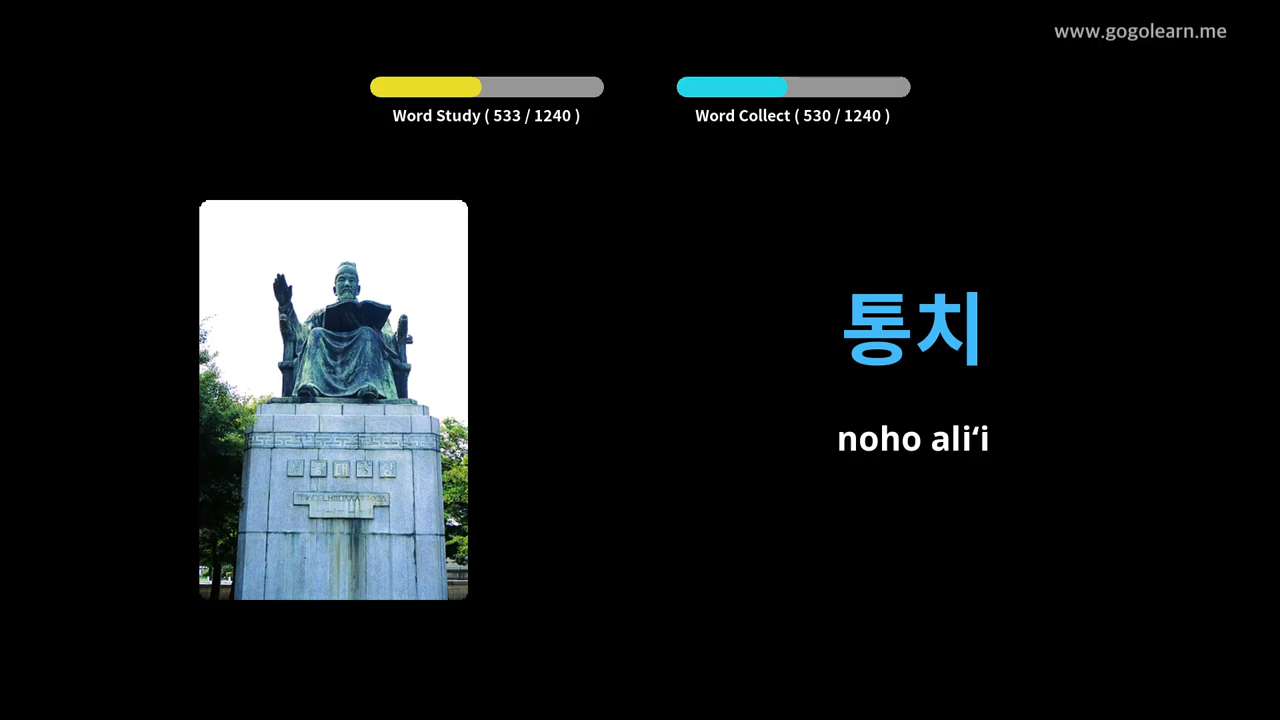 www.gogolearn.me
Word Study ( 533 / 1240 )
Word Collect ( 530 / 1240 )
통치
noho aliʻi